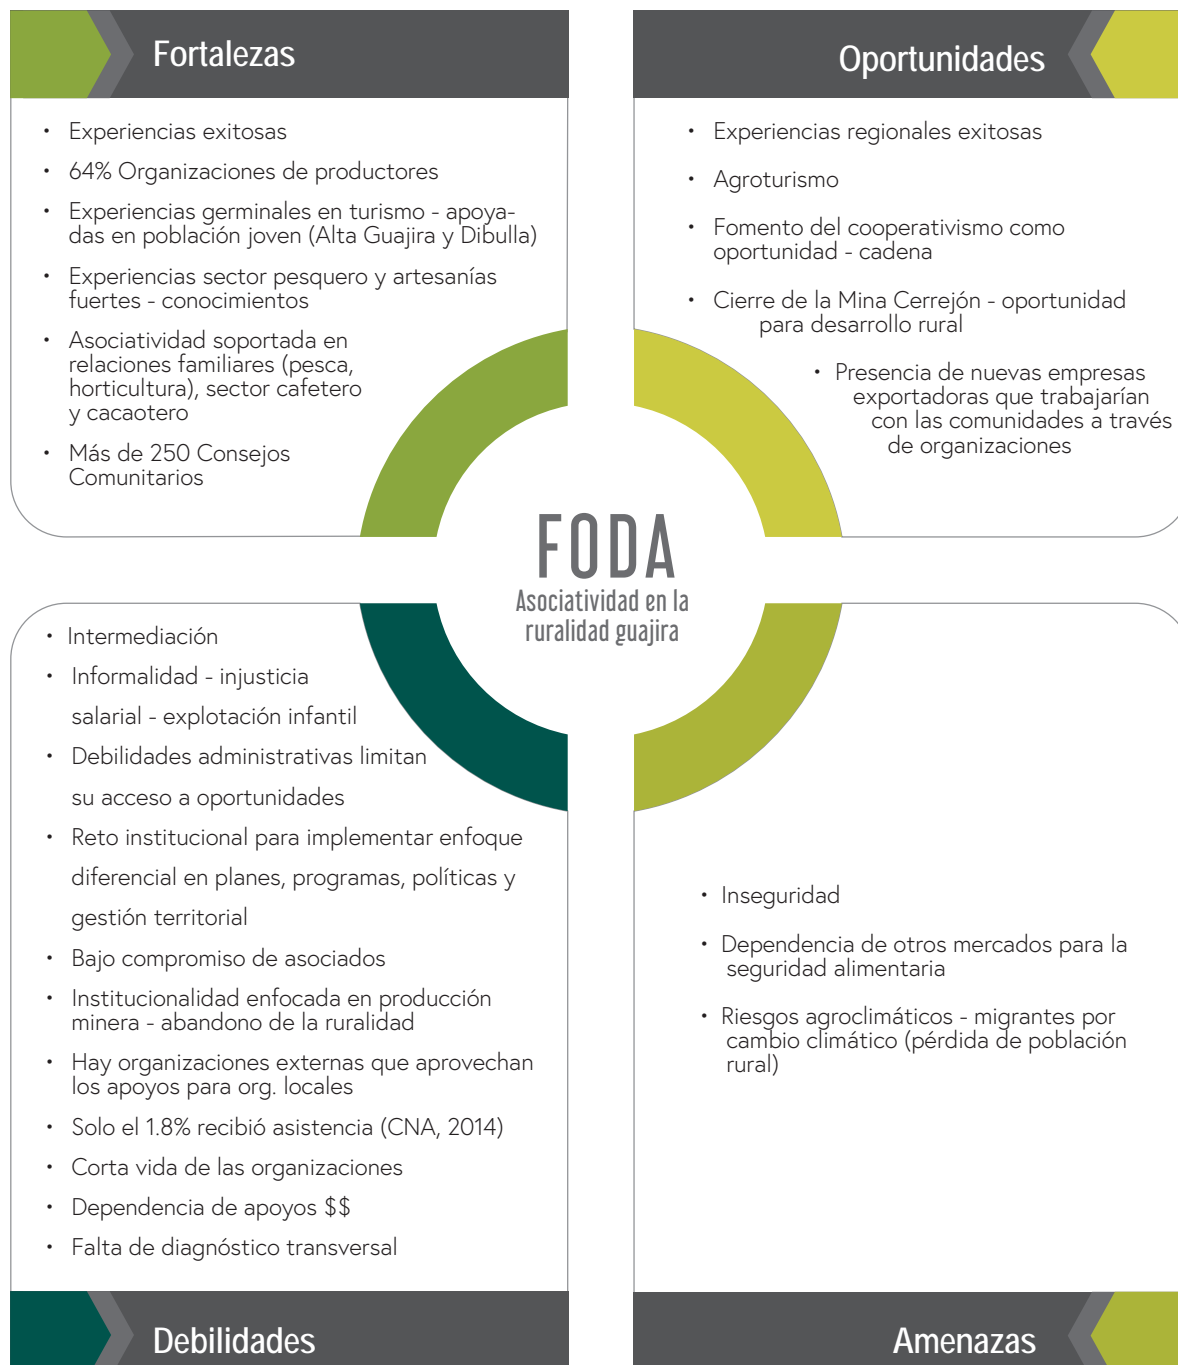 Fortalezas
• Experiencias exitosas
• 64% Organizaciones de productores
• Experiencias germinales en turismo - apoya-
das en población joven (Alta Guajira y Dibulla)
• Experiencias sector pesquero y artesanías
fuertes - conocimientos
• Asociatividad soportada en
relaciones familiares (pesca,
horticultura), sector cafetero
y cacaotero
• Más de 250 Consejos
Comunitarios
Oportunidades
• Experiencias regionales exitosas
• Agroturismo
• Fomento del cooperativismo como
oportunidad - cadena
• Cierre de la Mina Cerrejón - oportunidad
para desarrollo rural
• Presencia de nuevas empresas
exportadoras que trabajarían
con las comunidades a través
de organizaciones
FODA
Asociatividad en la
ruralidad guajira
• Intermediación
• Informalidad - injusticia
salarial - explotación infantil
• Debilidades administrativas limitan
su acceso a oportunidades
• Reto institucional para implementar enfoque
diferencial en planes, programas, políticas y
gestión territorial
• Bajo compromiso de asociados
• Institucionalidad enfocada en producción
minera - abandono de la ruralidad
• Hay organizaciones externas que aprovechan
los apoyos para org. locales
• Solo el 1.8% recibió asistencia (CNA, 2014)
• Corta vida de las organizaciones
• Dependencia de apoyos $$
• Falta de diagnóstico transversal
Debilidades
• Inseguridad
• Dependencia de otros mercados para la
seguridad alimentaria
• Riesgos agroclimáticos - migrantes por
cambio climático (pérdida de población
rural)
Amenazas